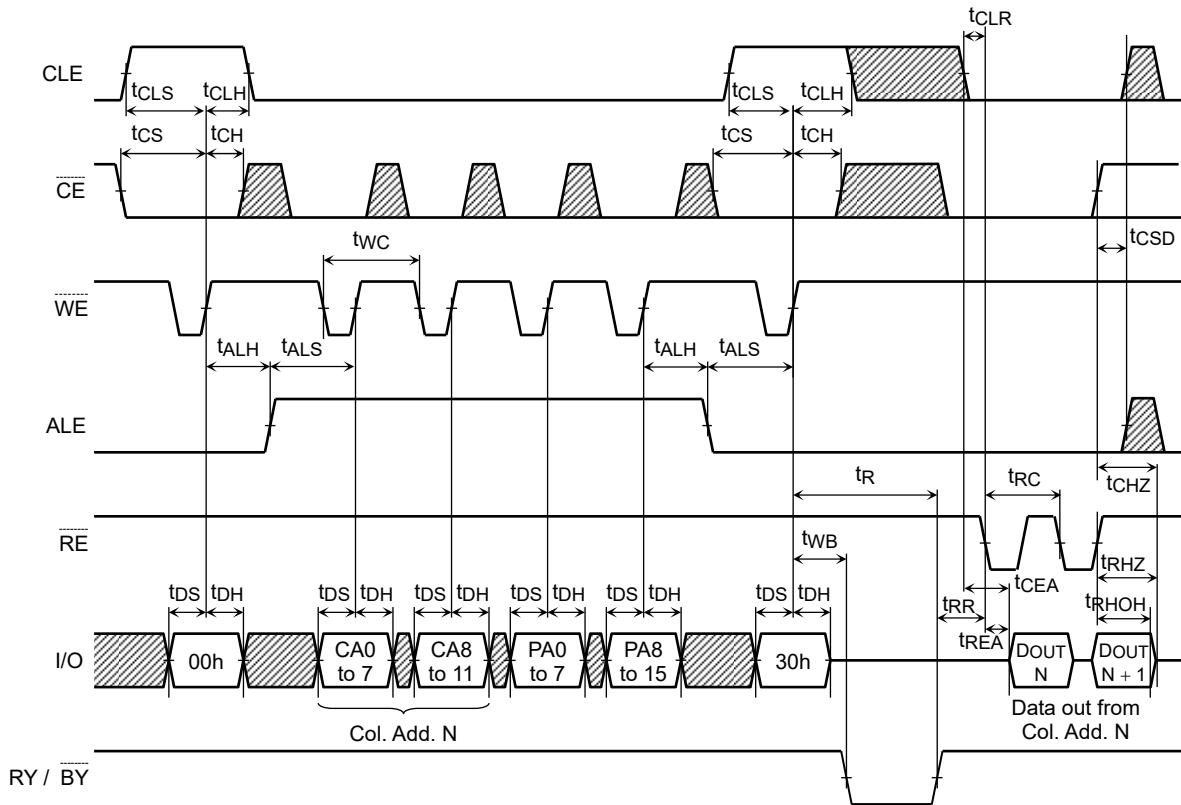 tCLR
CLE
tCLS tCLH tCLS tCLH
tCS tCH tCS tCH
CE
tCSD
tWC
WE
tALH tALS tALH tALS
ALE
tR tRC tCHZ
RE
tWB
tDS tDH tDS tDH tDS tDH tDS tDH tDS tDH tDS tDH tRR tCEA tRHZ
tREA tRHOH
I/O 00h CA0 to 7 CA8 to 11 PA0 to 7 PA8 to 15 30h DOUT N DOUT N + 1
Col. Add. N
Data out from
Col. Add. N
RY / BY